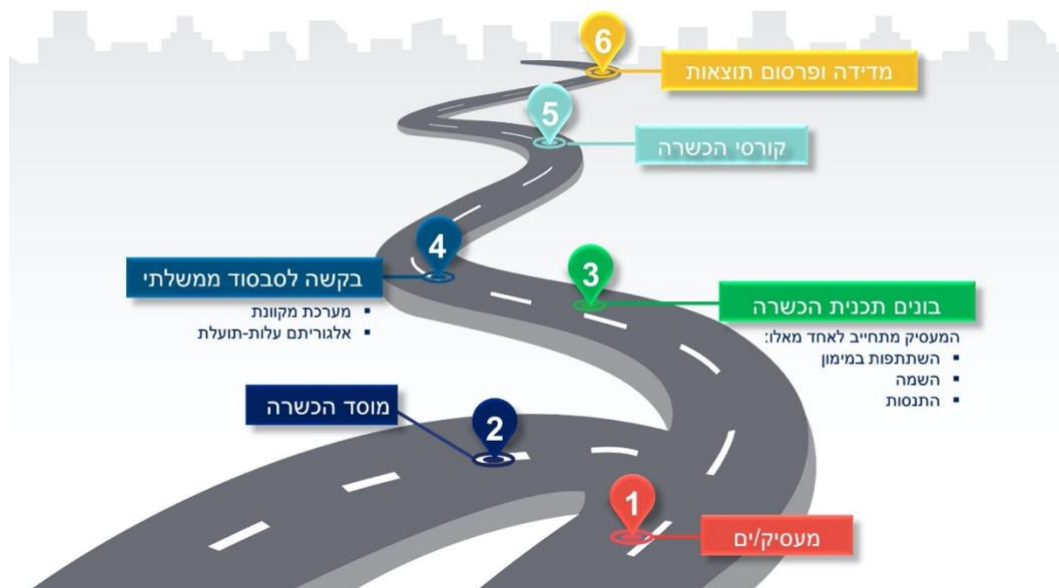 6
מדידה ופרסום תוצאות
5
קורסי הכשרה
4
בקשה לסבסוד ממשלתי
▪ מערכת מקוונת
▪ אלגוריתם עלות-תועלת
3
בונים תכנית הכשרה
המעסיק מתחייב לאחד מאלו:
▪ השתתפות במימון
▪ השמה
▪ התנסות
2
מוסד הכשרה
1
מעסיק/ים